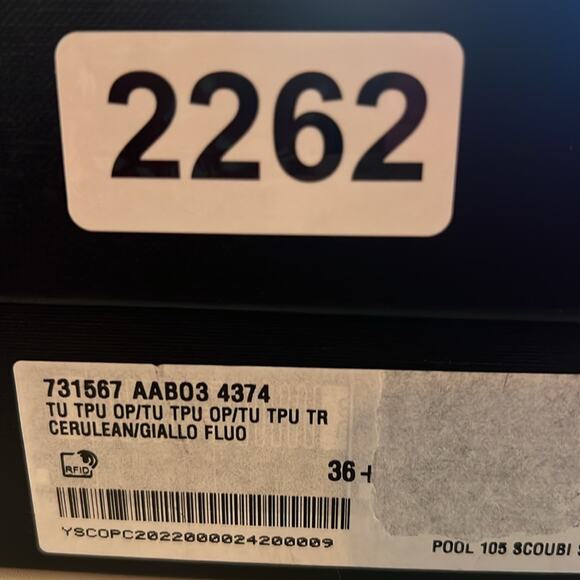 2262
731567 AAB03 4374
TU TPU OP/TU TPU OP/TU TPU TR
CERULEAN/GIALLO FLUO
RFID
36
YSCOPC2022000024200009
POOL 105 SCOUBI